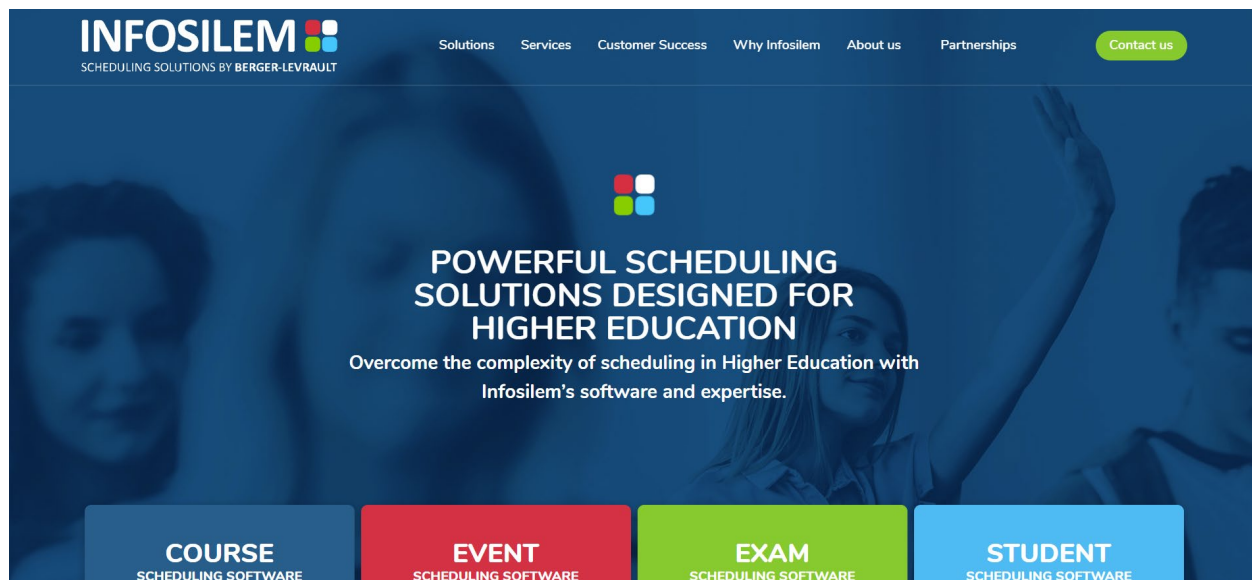 INFOSILEM
SCHEDULING SOLUTIONS BY BERGER-LEVRAULT
Solutions
Services
Customer Success
Why Infosilem
About us
Partnerships
Contact us
POWERFUL SCHEDULING
SOLUTIONS DESIGNED FOR
HIGHER EDUCATION
Overcome the complexity of scheduling in Higher Education with
Infosilem's software and expertise.
COURSE
SCHEDULING SOFTWARE
EVENT
SCHEDULING SOFTWARE
EXAM
SCHEDULING SOFTWARE
STUDENT
SCHEDULING SOFTWARE